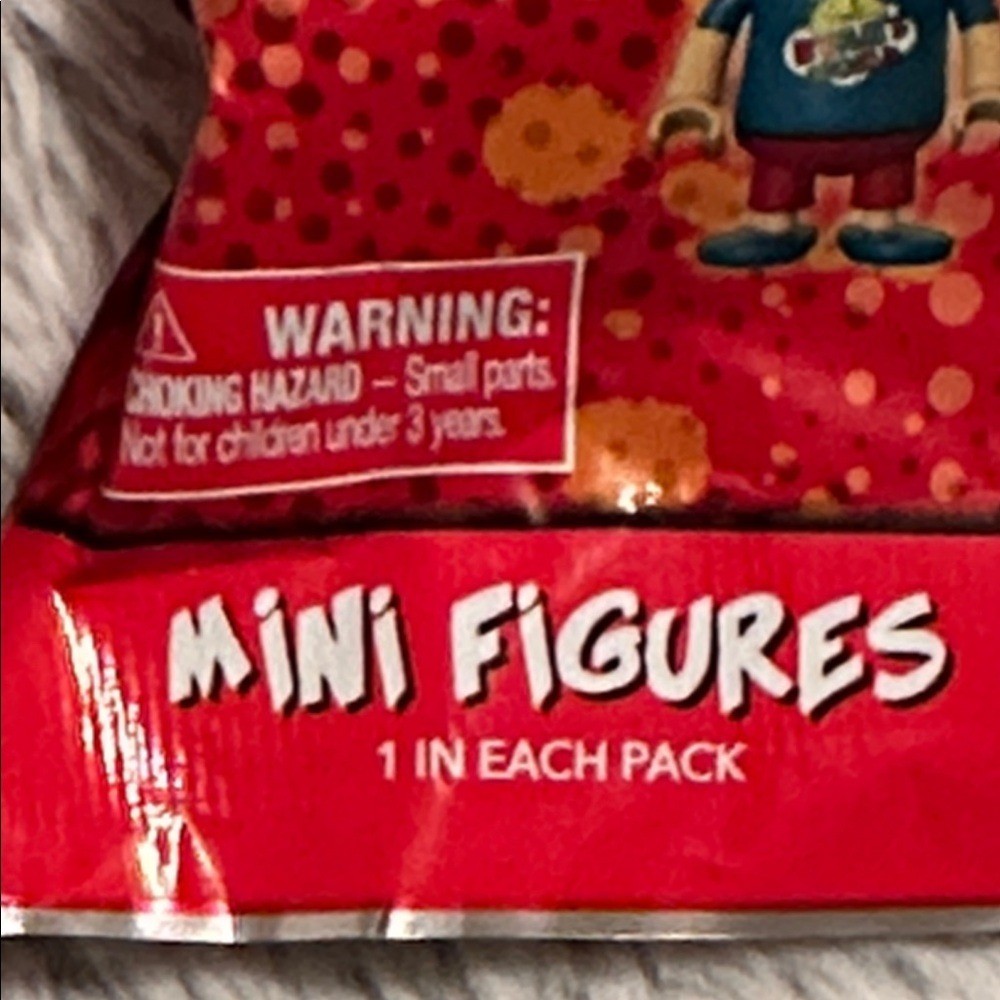 WARNING:
CHOKING HAZARD – Small parts.
Not for children under 3 years.
MiNi FiGURES
1 IN EACH PACK